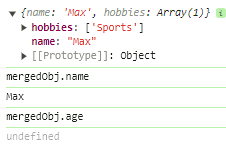 ▼ {name: 'Max', hobbies: Array(1)} i
▶ hobbies: ['Sports']
name: "Max"
▶ [[Prototype]]: Object
mergedObj.name
Max
mergedObj.age
undefined